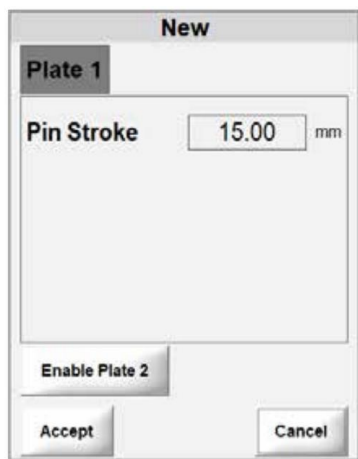 New
Plate 1
Pin Stroke 15.00 mm
Enable Plate 2
Accept Cancel